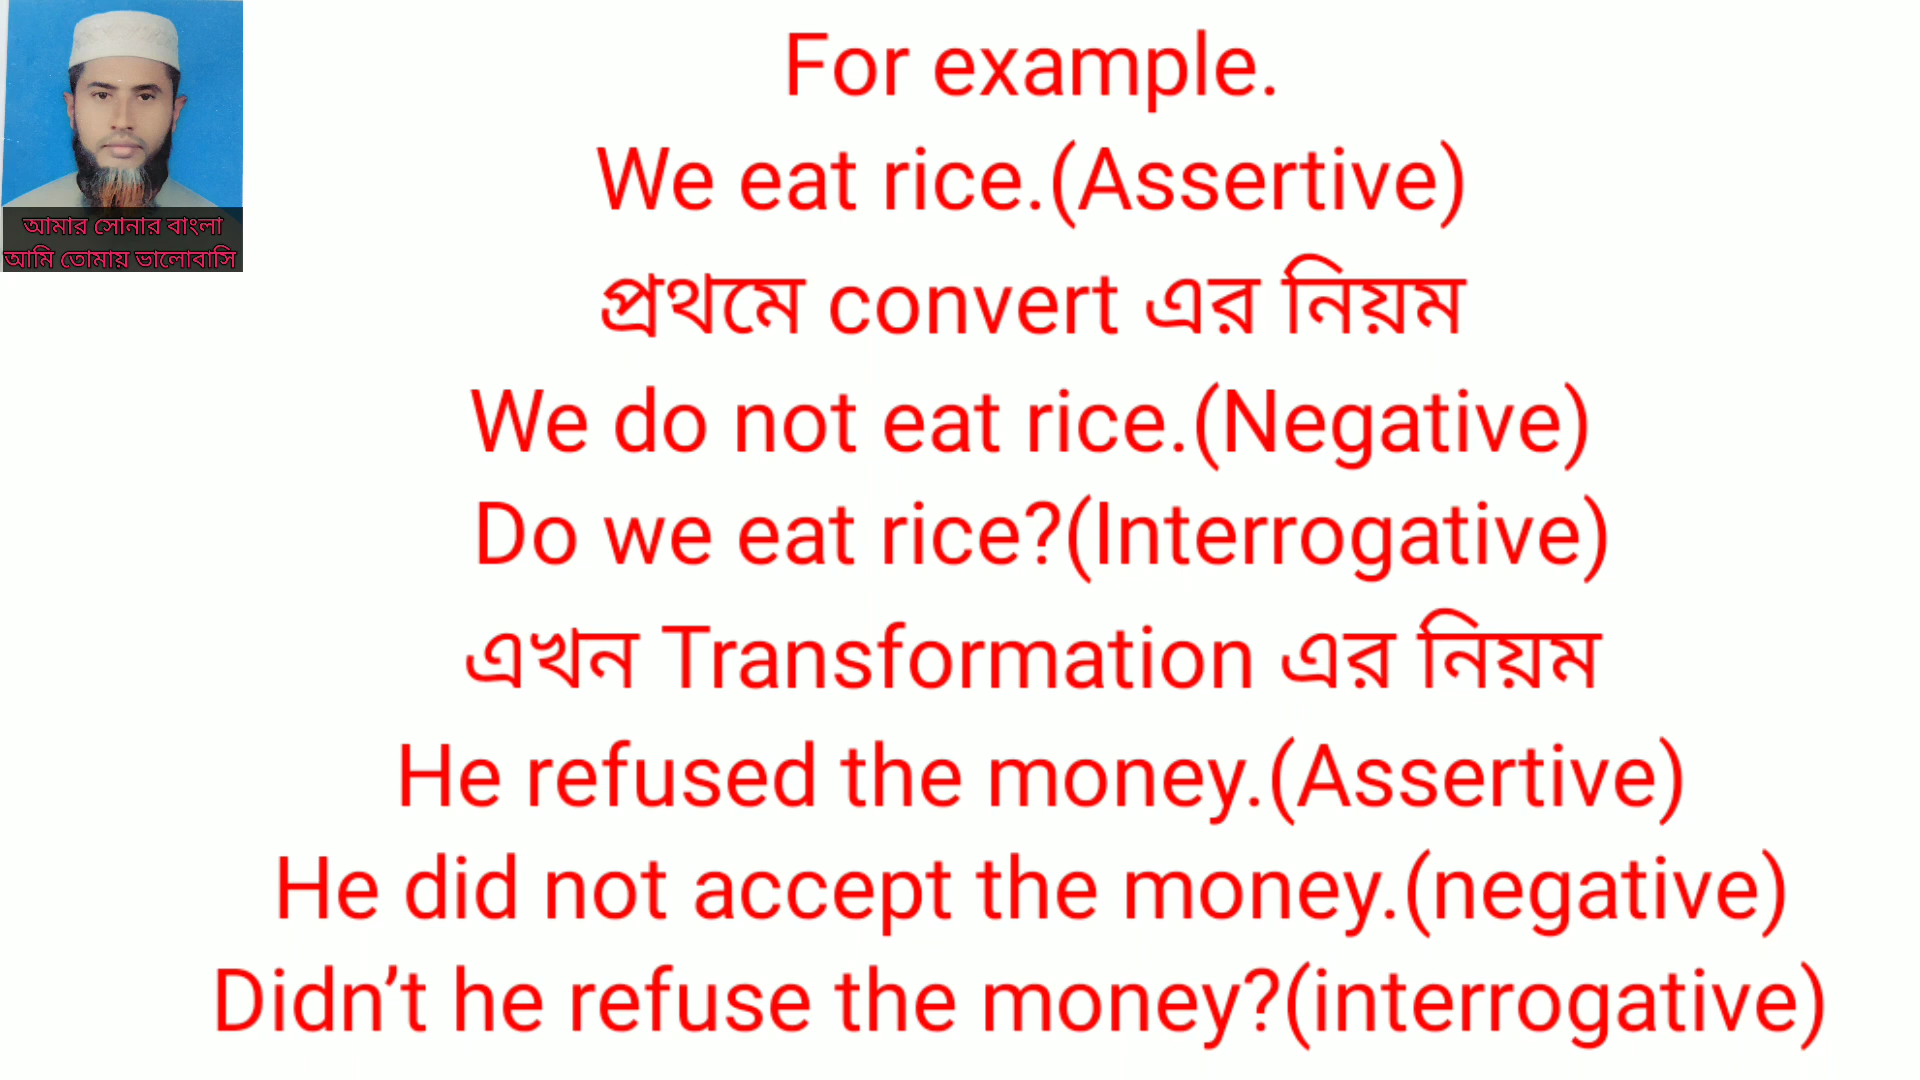 আমার সোনার বাংলা
আমি তোমায় ভালোবাসি
For example.
We eat rice.(Assertive)
প্রথমে convert এর নিয়ম
We do not eat rice.(Negative)
Do we eat rice?(Interrogative)
এখন Transformation এর নিয়ম
He refused the money.(Assertive)
He did not accept the money.(negative)
Didn’t he refuse the money?(interrogative)